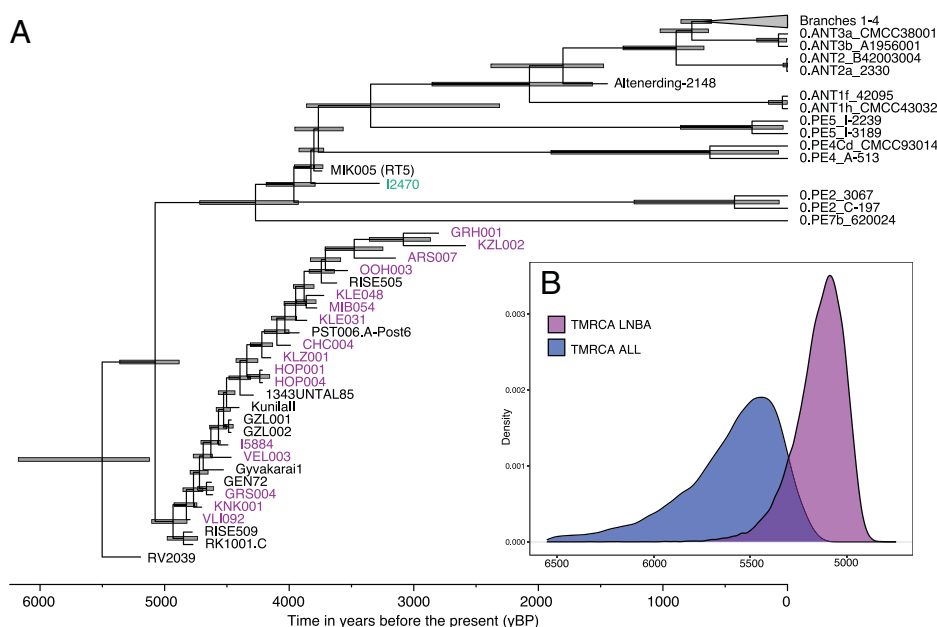 A
Branches 1-4
0.ANT3a_CMCC38001
0.ANT3b_A1956001
0.ANT2_B42003004
0.ANT2a_2330
Altenerding-2148
0.ANT1f_42095
0.ANT1h_CMCC43032
0.PE5_I-2239
0.PE5_I-3189
0.PE4Cd_CMCC93014
0.PE4_A-513
MIK005 (RT5)
I2470
0.PE2_3067
0.PE2_C-197
0.PE7b_620024
GRH001
KZL002
ARS007
OOH003
RISE505
KLE048
MIB054
KLE031
PST006.A-Post6
CHC004
KLZ001
HOP001
HOP004
1343UNTAL85
KunilaII
GZL001
GZL002
I5884
VEL003
Gyvakarai1
GEN72
GRS004
KNK001
VLI092
RISE509
RK1001.C
RV2039
6000 5000 4000 3000 2000 1000 0
Time in years before the present (yBP)
B
TMRCA LNBA
TMRCA ALL
Density
0.003
0.002
0.001
0.000
6500 6000 5500 5000